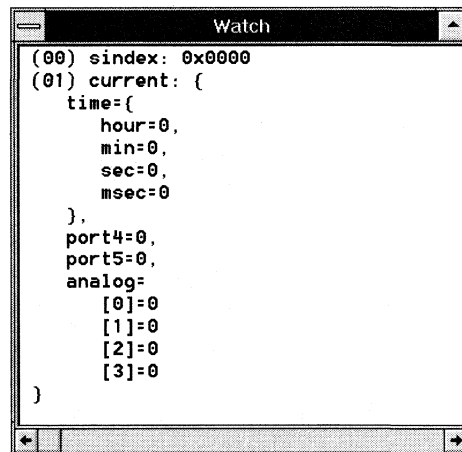 Watch
(00) sindex: 0x0000
(01) current: {
time={
hour=0,
min=0,
sec=0,
msec=0
},
port4=0,
port5=0,
analog=
[0]=0
[1]=0
[2]=0
[3]=0
}